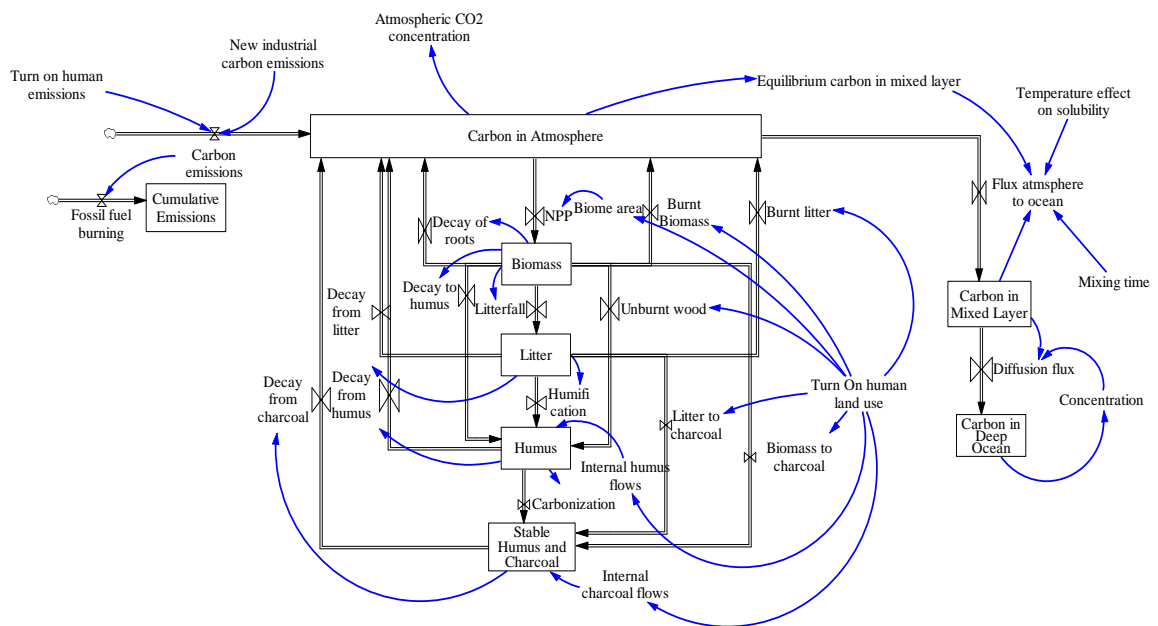 Atmospheric CO2
concentration
New industrial
carbon emissions
Turn on human
emissions
Equilibrium carbon in mixed layer
Temperature effect
on solubility
Carbon in Atmosphere
Carbon
emissions
Fossil fuel
burning
Cumulative
Emissions
Flux atmsphere
to ocean
Mixing time
Decay of
roots
NPP
Biome area
Burnt
Biomass
Burnt litter
Biomass
Decay to
humus
Litterfall
Unburnt wood
Decay
from
litter
Litter
Carbon in
Mixed Layer
Diffusion flux
Concentration
Carbon in
Deep
Ocean
Decay
from
charcoal
Decay
from
humus
Humifi
cation
Turn On human
land use
Litter to
charcoal
Biomass to
charcoal
Humus
Internal humus
flows
Carbonization
Stable
Humus and
Charcoal
Internal
charcoal flows